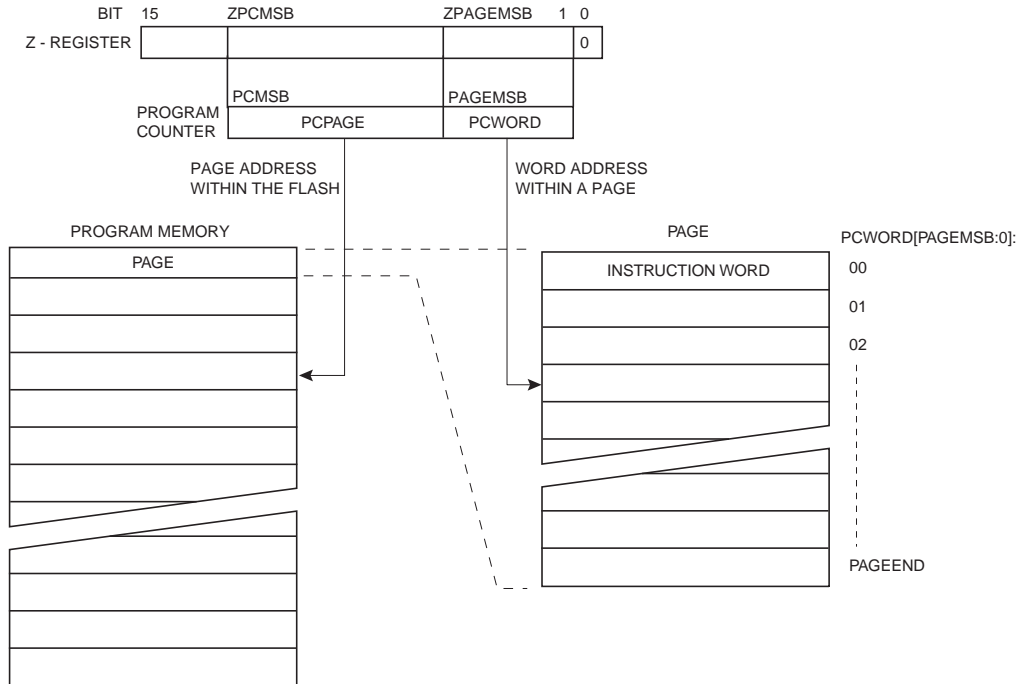 BIT 15 ZPCMSB ZPAGEMSB 1 0
Z - REGISTER 0
PCMSB PAGEMSB
PROGRAM
COUNTER
PCPAGE PCWORD
PAGE ADDRESS
WITHIN THE FLASH
WORD ADDRESS
WITHIN A PAGE
PROGRAM MEMORY
PAGE
PAGE
PCWORD[PAGEMSB:0]:
INSTRUCTION WORD
00
01
02
PAGEEND